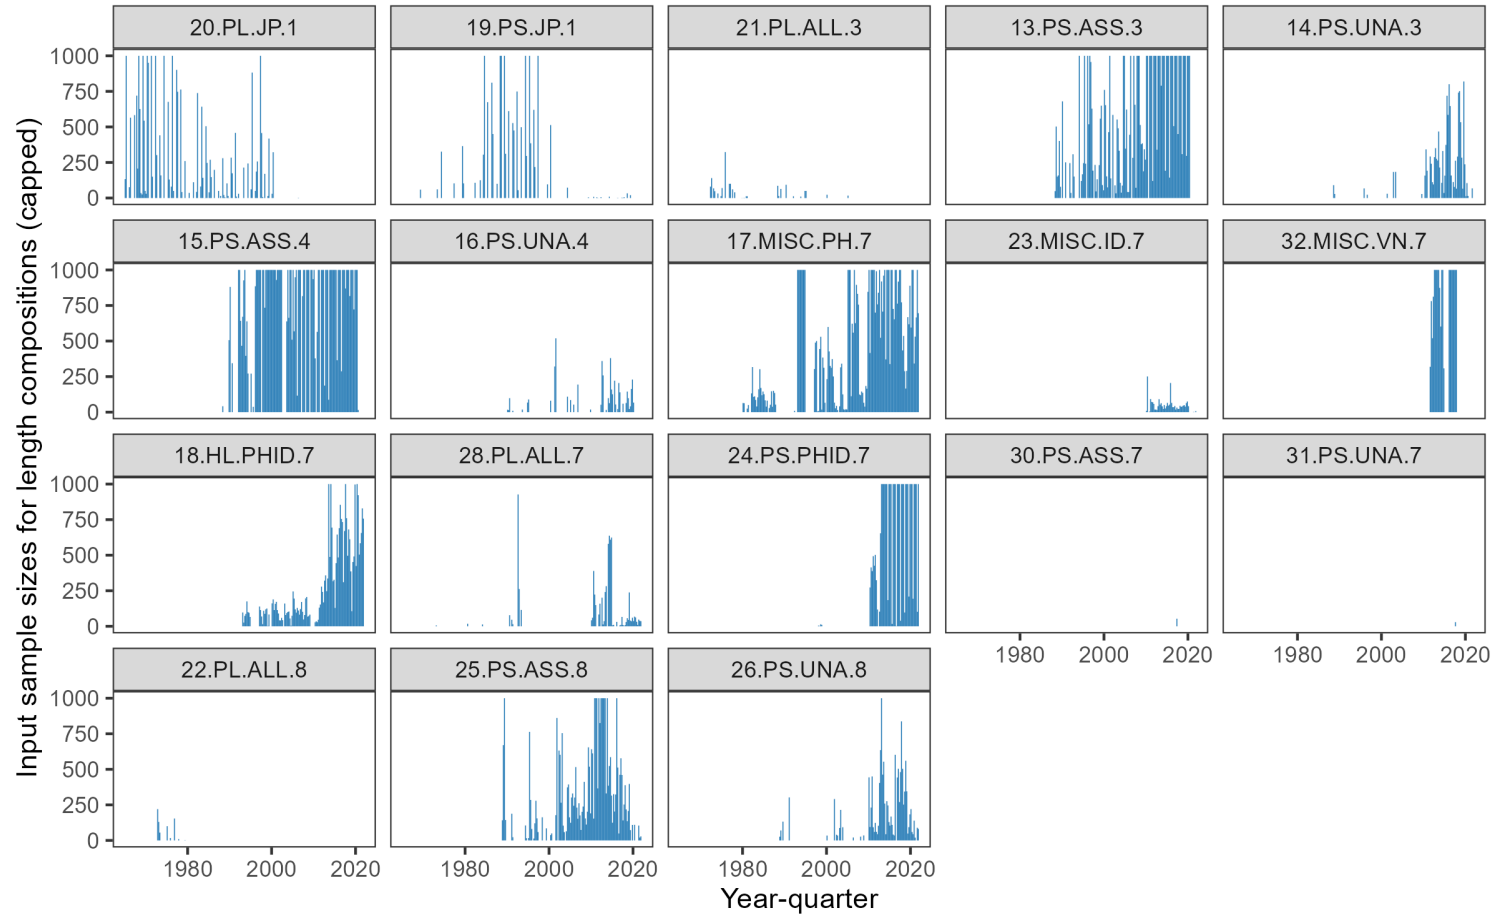 20.PL.JP.1 19.PS.JP.1 21.PL.ALL.3 13.PS.ASS.3 14.PS.UNA.3
1000
750
500
250
0
15.PS.ASS.4 16.PS.UNA.4 17.MISC.PH.7 23.MISC.ID.7 32.MISC.VN.7
1000
750
500
250
0
18.HL.PHID.7 28.PL.ALL.7 24.PS.PHID.7 30.PS.ASS.7 31.PS.UNA.7
1000
750
500
250
0
1980 2000 2020 1980 2000 2020
22.PL.ALL.8 25.PS.ASS.8 26.PS.UNA.8
1000
750
500
250
0
1980 2000 2020 1980 2000 2020 1980 2000 2020
Year-quarter
Input sample sizes for length compositions (capped)